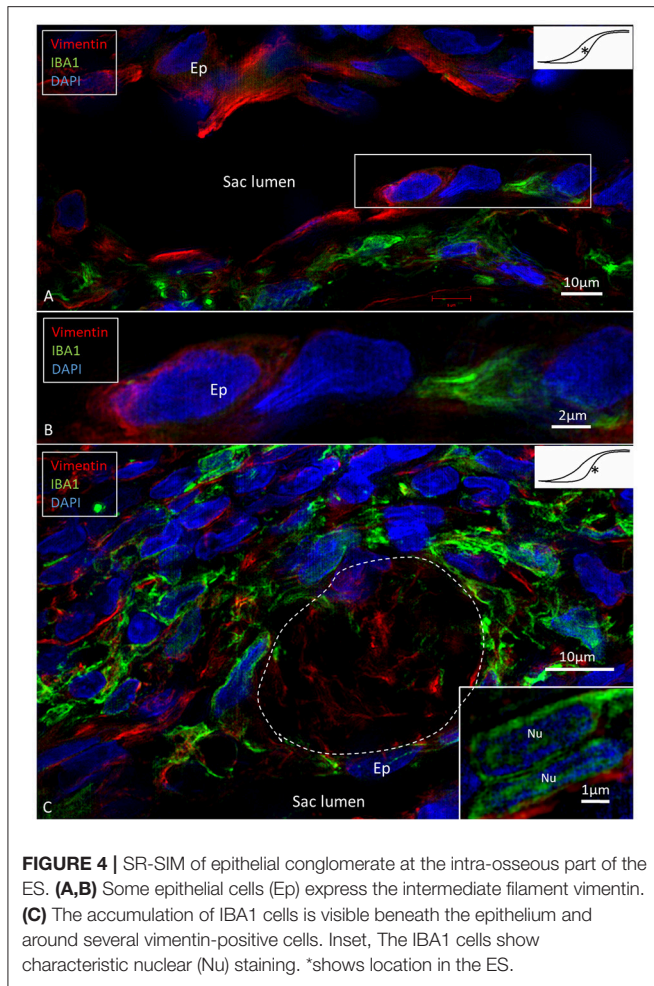 Vimentin
IBA1
DAPI
Ep
*
Sac lumen
A
10µm
Vimentin
IBA1
DAPI
Ep
B
2µm
Vimentin
IBA1
DAPI
*
10µm
Ep
Nu
Nu
C
Sac lumen
1µm
FIGURE 4 | SR-SIM of epithelial conglomerate at the intra-osseous part of the
ES. (A,B) Some epithelial cells (Ep) express the intermediate filament vimentin.
(C) The accumulation of IBA1 cells is visible beneath the epithelium and
around several vimentin-positive cells. Inset, The IBA1 cells show
characteristic nuclear (Nu) staining. *shows location in the ES.